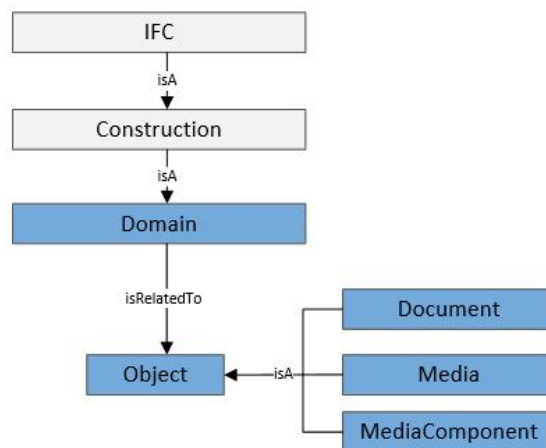 IFC
isA
Construction
isA
Domain
isRelatedTo
Document
Object
isA
Media
MediaComponent